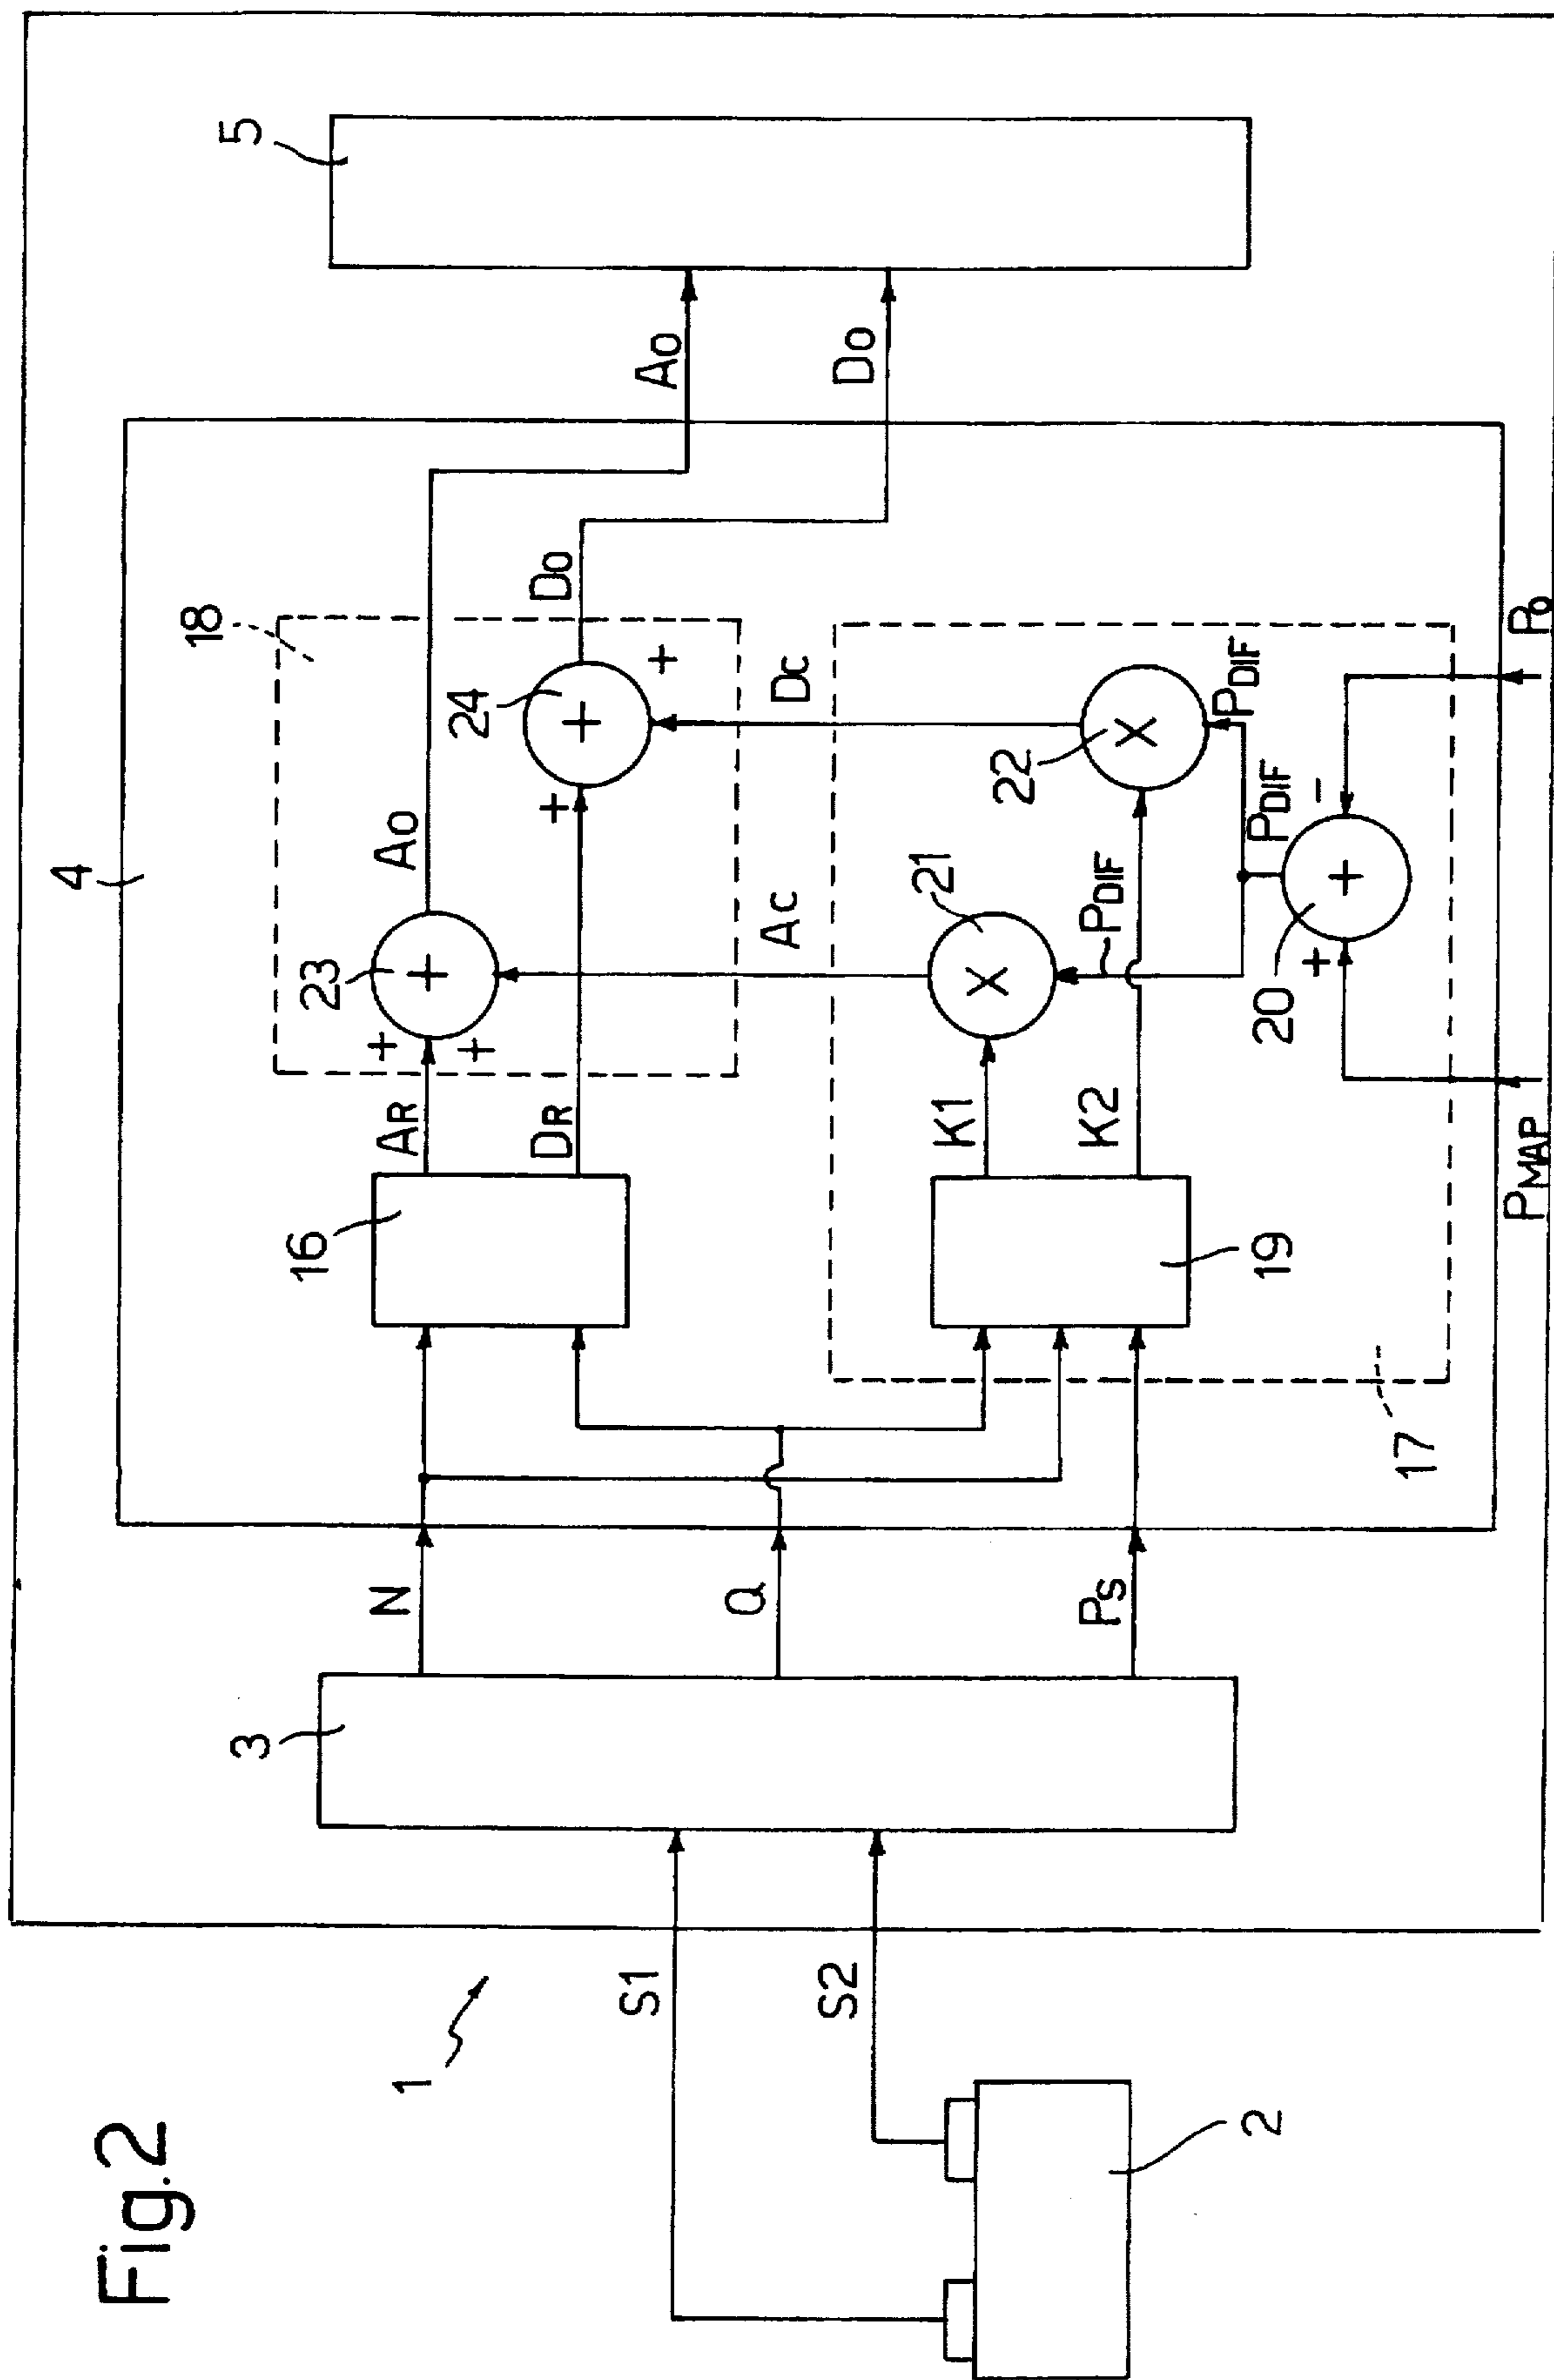 Fig.2
1
2
S1
S2
3
N
Q
PS
4
16
AR
DR
17
19
K1
K2
18
23
+
+
+
AO
24
+
+
+
DO
AC
DC
21
X
PDIF
22
X
PDIF
PDIF
20
+
+
-
PMAP
PO
AO
DO
5